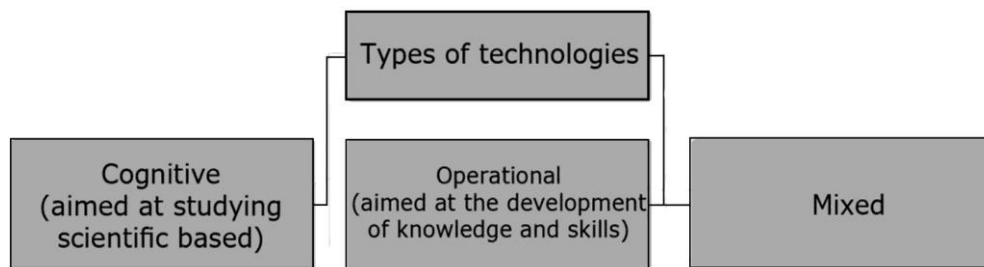 Types of technologies
Cognitive
(aimed at studying
scientific based)
Operational
(aimed at the development
of knowledge and skills)
Mixed